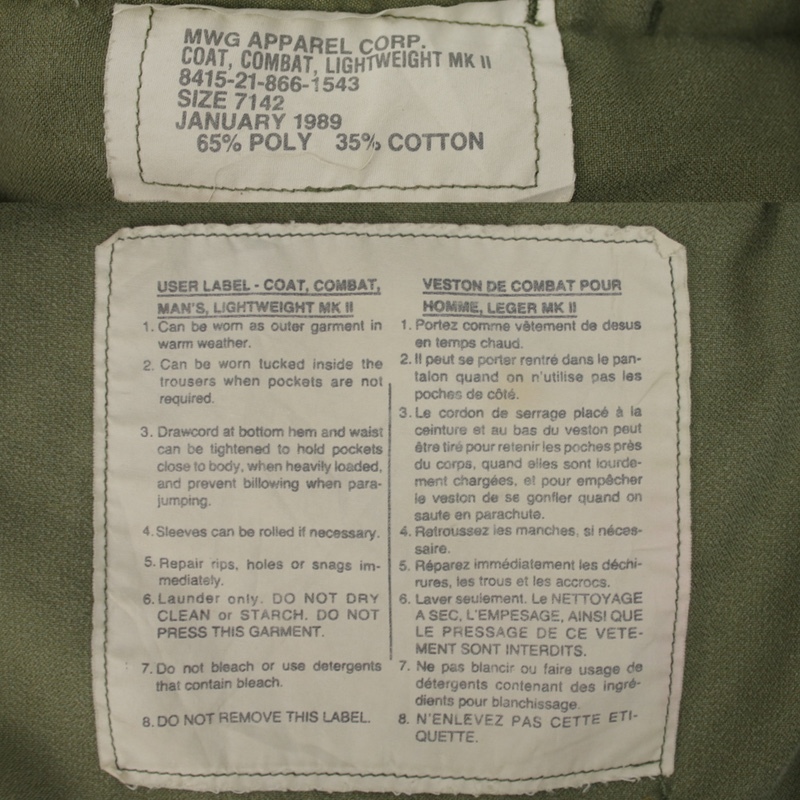 MWG APPAREL CORP.
COAT, COMBAT, LIGHTWEIGHT MK II
8415-21-866-1543
SIZE 7142
JANUARY 1989
65% POLY 35% COTTON
USER LABEL - COAT, COMBAT,
MAN'S, LIGHTWEIGHT MK II
1. Can be worn as outer garment in
warm weather.
2. Can be worn tucked inside the
trousers when pockets are not
required.
3. Drawcord at bottom hem and waist
can be tightened to hold pockets
close to body, when heavily loaded,
and prevent billowing when para-
jumping.
4. Sleeves can be rolled if necessary.
5. Repair rips, holes or snags im-
mediately.
6. Launder only. DO NOT DRY
CLEAN or STARCH. DO NOT
PRESS THIS GARMENT.
7. Do not bleach or use detergents
that contain bleach.
8. DO NOT REMOVE THIS LABEL.
VESTON DE COMBAT POUR
HOMME, LEGER MK II
1. Portez comme vêtement de desus
en temps chaud.
2. Il peut se porter rentré dans le pan-
talon quand on n'utilise pas les
poches de côté.
3. Le cordon de serrage placé à la
ceinture et au bas du veston peut
être tiré pour retenir les poches près
du corps, quand elles sont lourde-
ment chargées, et pour empêcher
le veston de se gonfler quand on
saute en parachute.
4. Retroussez les manches, si néces-
saire.
5. Réparez immédiatement les déchi-
rures, les trous et les accrocs.
6. Laver seulement. Le NETTOYAGE
A SEC, L'EMPESAGE, AINSI QUE
LE PRESSAGE DE CE VETE-
MENT SONT INTERDITS.
7. Ne pas blancir ou faire usage de
détergents contenant des ingré-
dients pour blanchissage.
8. N'ENLEVEZ PAS CETTE ETI-
QUETTE.